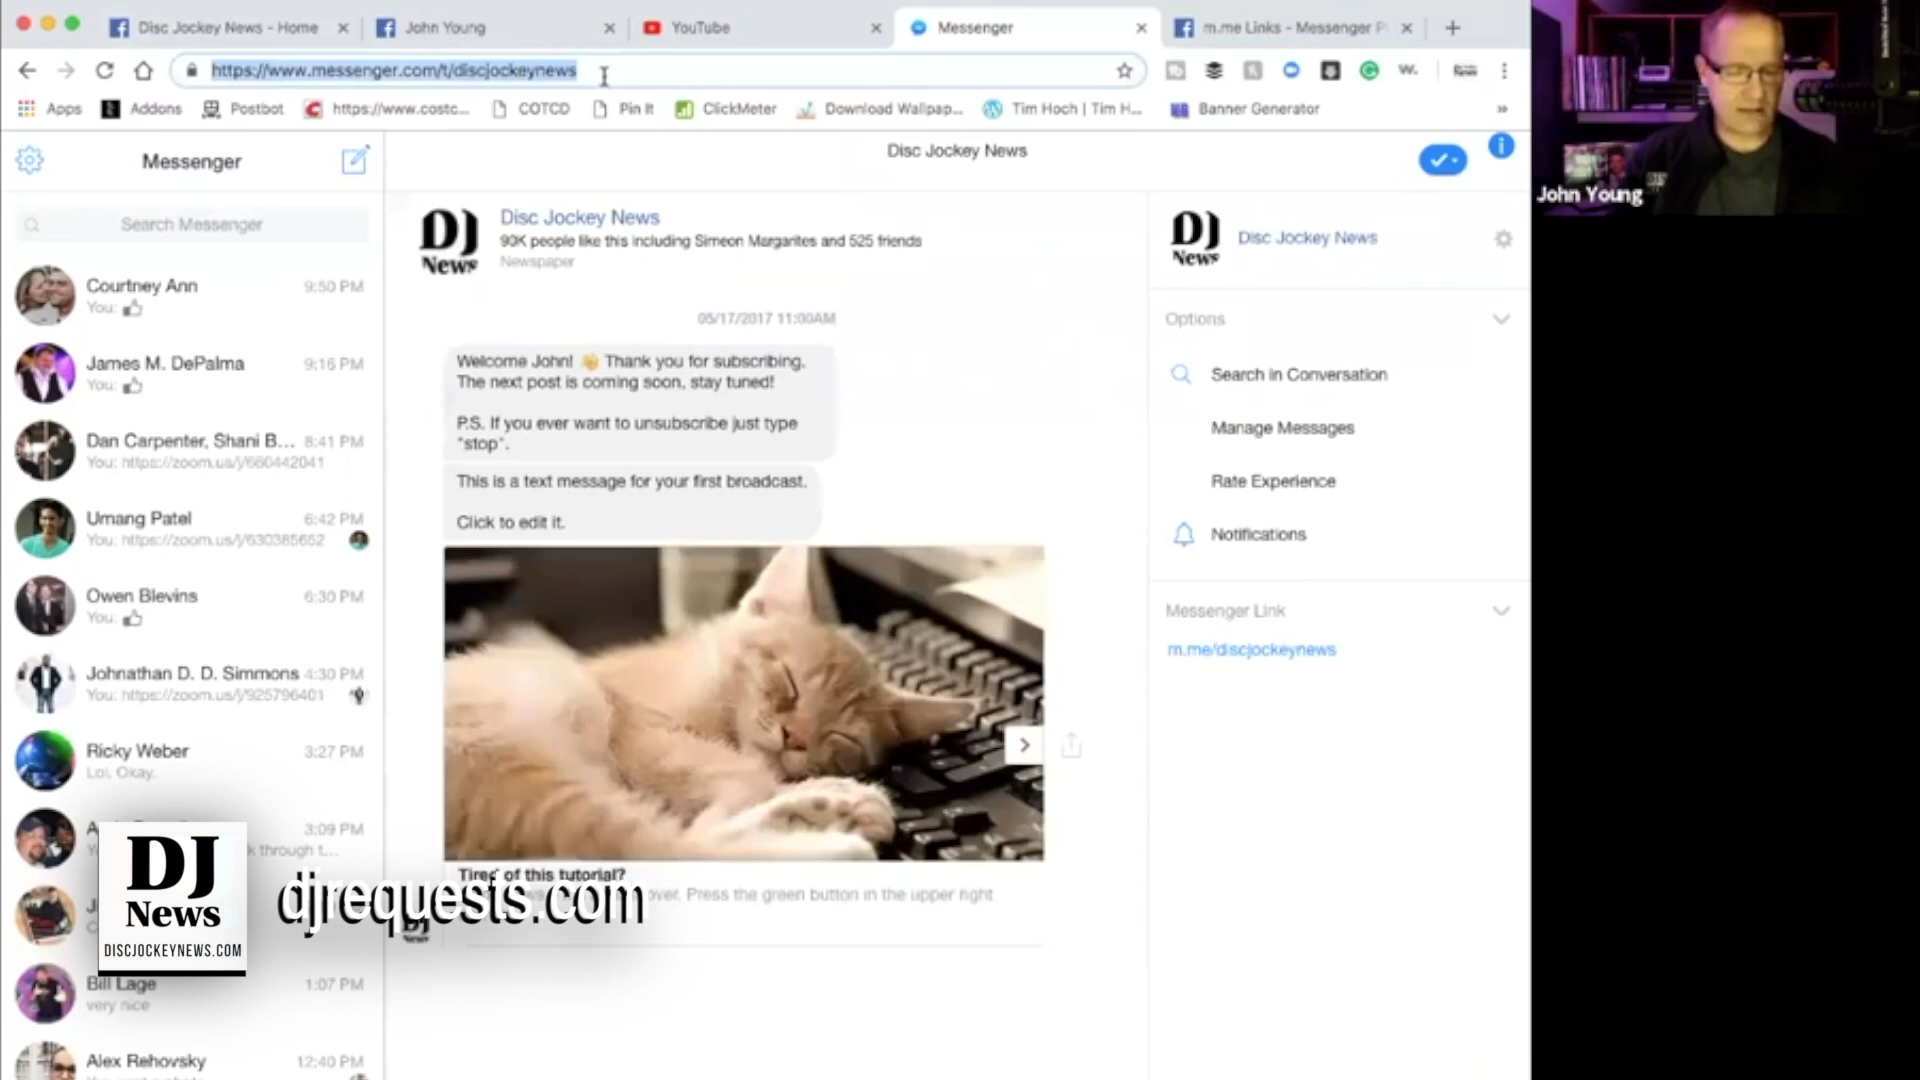 Disc Jockey News - Home
John Young
YouTube
Messenger
m.me Links - Messenger P
https://www.messenger.com/t/discjockeynews
Apps
Addons
Postbot
https://www.costc...
COTCD
Pin It
ClickMeter
Download Wallpap...
Tim Hoch | Tim H...
Banner Generator
»
John Young
Messenger
Search Messenger
Courtney Ann
9:50 PM
You:
James M. DePalma
9:16 PM
You:
Dan Carpenter, Shani B...
8:41 PM
You: https://zoom.us/j/660442041
Umang Patel
6:42 PM
You: https://zoom.us/j/630385652
Owen Blevins
6:30 PM
You:
Johnathan D. D. Simmons
4:30 PM
You: https://zoom.us/j/925796401
Ricky Weber
3:27 PM
Lol. Okay.
3:09 PM
k through t...
Bill Lage
1:07 PM
very nice
Alex Rehovsky
12:40 PM
Disc Jockey News
DJ
News
Disc Jockey News
90K people like this including Simeon Margarites and 525 friends
Newspaper
05/17/2017 11:00AM
Welcome John! 👋 Thank you for subscribing.
The next post is coming soon, stay tuned!
P.S. If you ever want to unsubscribe just type
"stop".
This is a text message for your first broadcast.
Click to edit it.
Tired of this tutorial?
over. Press the green button in the upper right
DJ
News
DJ
News
Disc Jockey News
Options
Search in Conversation
Manage Messages
Rate Experience
Notifications
Messenger Link
m.me/discjockeynews
DJ
News
DISCJOCKEYNEWS.COM
djrequests.com